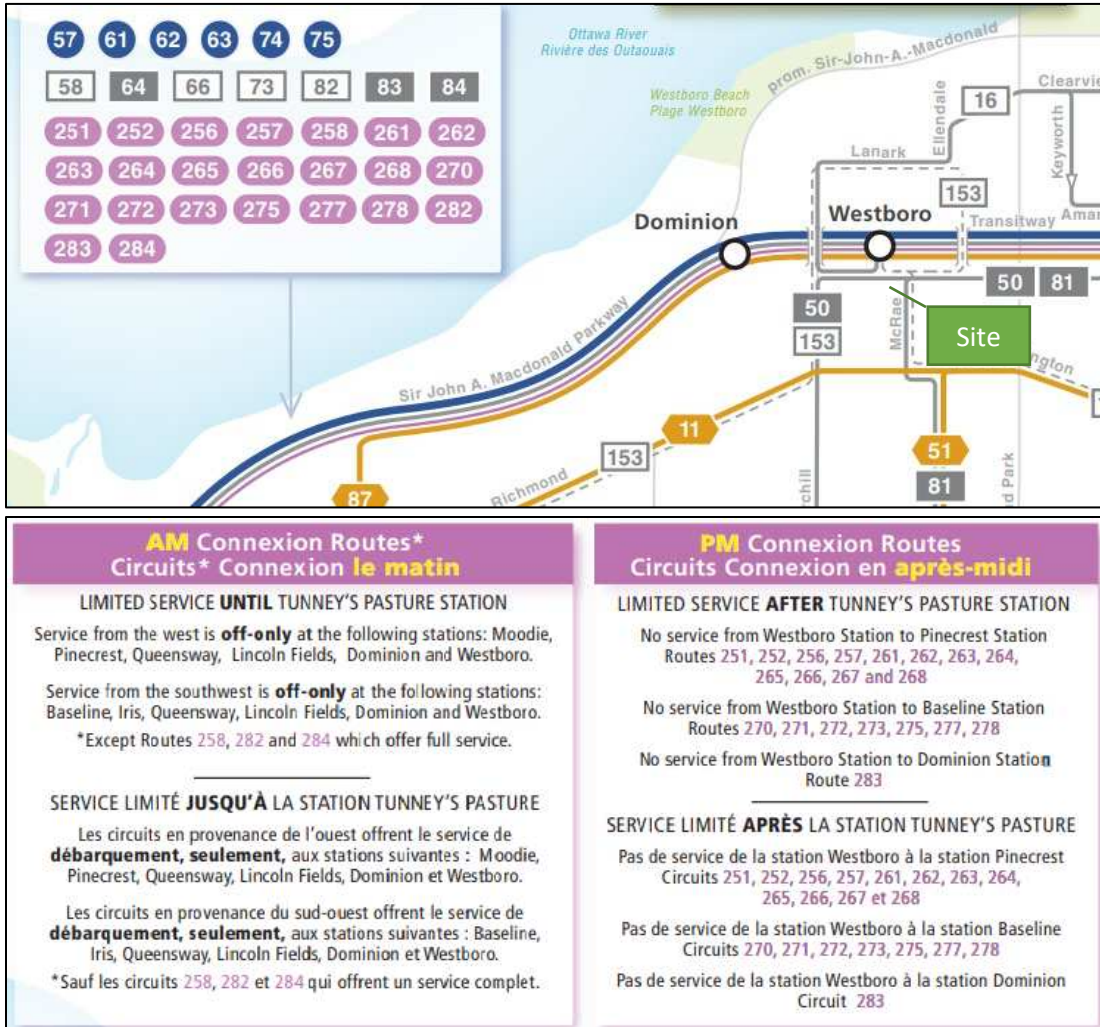 57 61 62 63 74 75
58 64 66 73 82 83 84
251 252 256 257 258 261 262
263 264 265 266 267 268 270
271 272 273 275 277 278 282
283 284
Ottawa River
Rivière des Outaouais
Westboro Beach
Plage Westboro
prom. Sir-John-A.-Macdonald
Ellendale
16
Clearvie
Keyworth
Lanark
153
Dominion
Westboro
Transitway
Amar
50
153
McRae
50 81
Site
ngton
Sir John A. Macdonald Parkway
11
153
Richmond
87
rchill
51
81
d Park
AM Connexion Routes*
Circuits* Connexion le matin
LIMITED SERVICE UNTIL TUNNEY'S PASTURE STATION
Service from the west is off-only at the following stations: Moodie,
Pinecrest, Queensway, Lincoln Fields, Dominion and Westboro.
Service from the southwest is off-only at the following stations:
Baseline, Iris, Queensway, Lincoln Fields, Dominion and Westboro.
*Except Routes 258, 282 and 284 which offer full service.
SERVICE LIMITÉ JUSQU'À LA STATION TUNNEY'S PASTURE
Les circuits en provenance de l'ouest offrent le service de
débarquement, seulement, aux stations suivantes : Moodie,
Pinecrest, Queensway, Lincoln Fields, Dominion et Westboro.
Les circuits en provenance du sud-ouest offrent le service de
débarquement, seulement, aux stations suivantes : Baseline,
Iris, Queensway, Lincoln Fields, Dominion et Westboro.
*Sauf les circuits 258, 282 et 284 qui offrent un service complet.
PM Connexion Routes
Circuits Connexion en après-midi
LIMITED SERVICE AFTER TUNNEY'S PASTURE STATION
No service from Westboro Station to Pinecrest Station
Routes 251, 252, 256, 257, 261, 262, 263, 264,
265, 266, 267 and 268
No service from Westboro Station to Baseline Station
Routes 270, 271, 272, 273, 275, 277, 278
No service from Westboro Station to Dominion Station
Route 283
SERVICE LIMITÉ APRÈS LA STATION TUNNEY'S PASTURE
Pas de service de la station Westboro à la station Pinecrest
Circuits 251, 252, 256, 257, 261, 262, 263, 264,
265, 266, 267 et 268
Pas de service de la station Westboro à la station Baseline
Circuits 270, 271, 272, 273, 275, 277, 278
Pas de service de la station Westboro à la station Dominion
Circuit 283